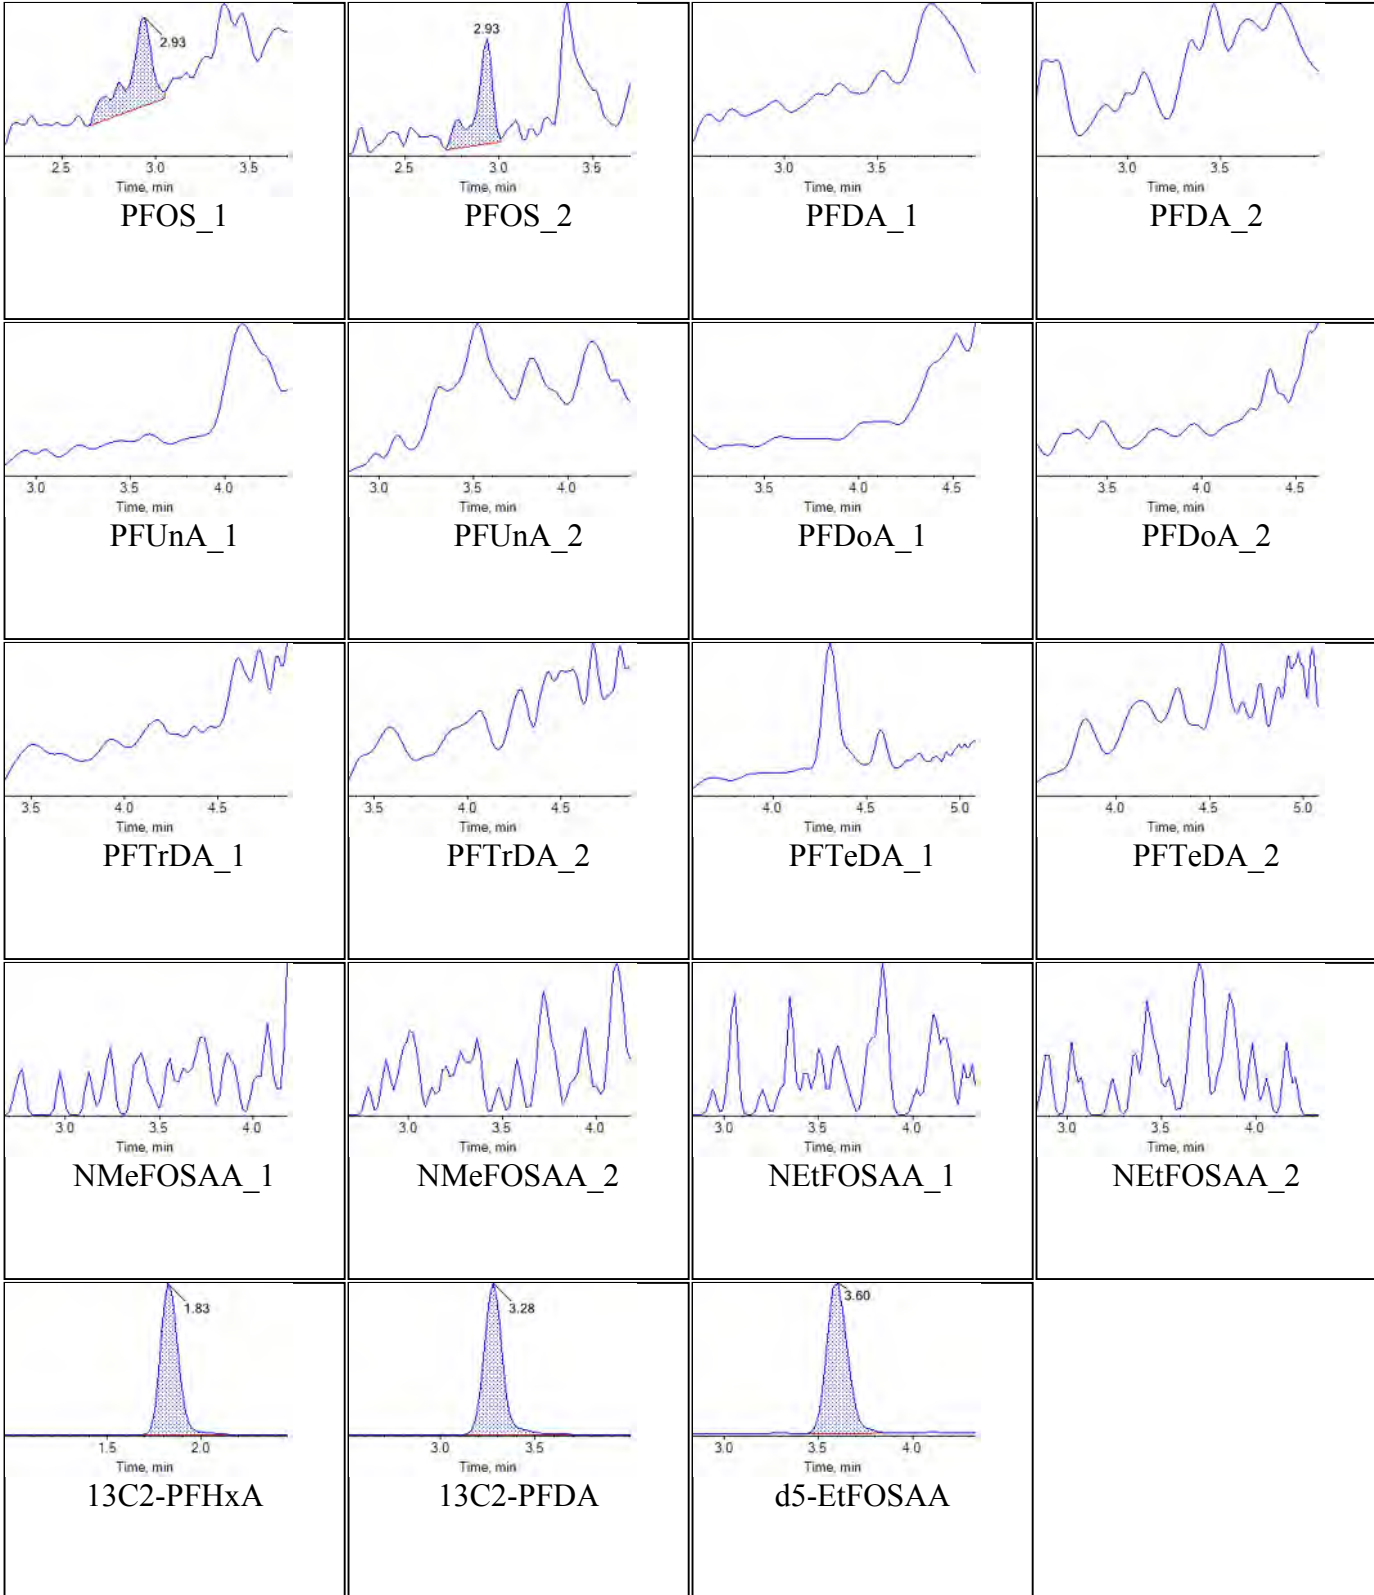 2.93
2.5 3.0 3.5
Time, min
PFOS_1
2.93
2.5 3.0 3.5
Time, min
PFOS_2
3.0 3.5
Time, min
PFDA_1
3.0 3.5
Time, min
PFDA_2
3.0 3.5 4.0
Time, min
PFUnA_1
3.0 3.5 4.0
Time, min
PFUnA_2
3.5 4.0 4.5
Time, min
PFDoA_1
3.5 4.0 4.5
Time, min
PFDoA_2
3.5 4.0 4.5
Time, min
PFTrDA_1
3.5 4.0 4.5
Time, min
PFTrDA_2
4.0 4.5 5.0
Time, min
PFTeDA_1
4.0 4.5 5.0
Time, min
PFTeDA_2
3.0 3.5 4.0
Time, min
NMeFOSAA_1
3.0 3.5 4.0
Time, min
NMeFOSAA_2
3.0 3.5 4.0
Time, min
NEtFOSAA_1
3.0 3.5 4.0
Time, min
NEtFOSAA_2
1.83
1.5 2.0
Time, min
13C2-PFHxA
3.28
3.0 3.5
Time, min
13C2-PFDA
3.60
3.0 3.5 4.0
Time, min
d5-EtFOSAA